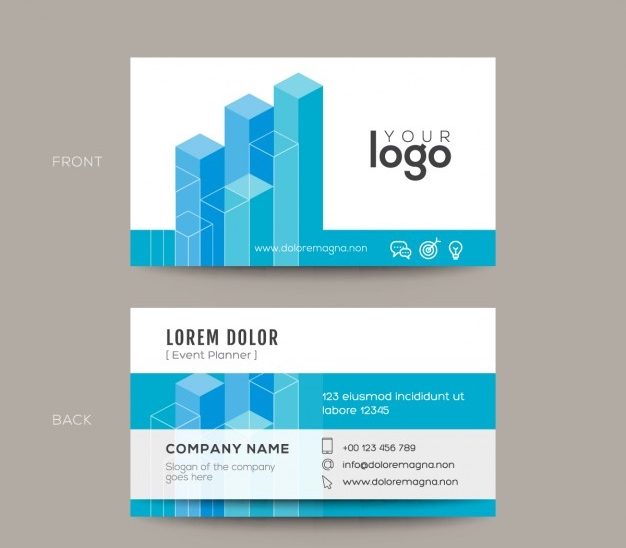 FRONT
YOUR
logo
www.doloremagna.non
LOREM DOLOR
[ Event Planner ]
BACK
123 eiusmod incididunt ut
labore 12345
COMPANY NAME
Slogan of the company
goes here
+00 123 456 789
info@doloremagna.non
www.doloremagna.non